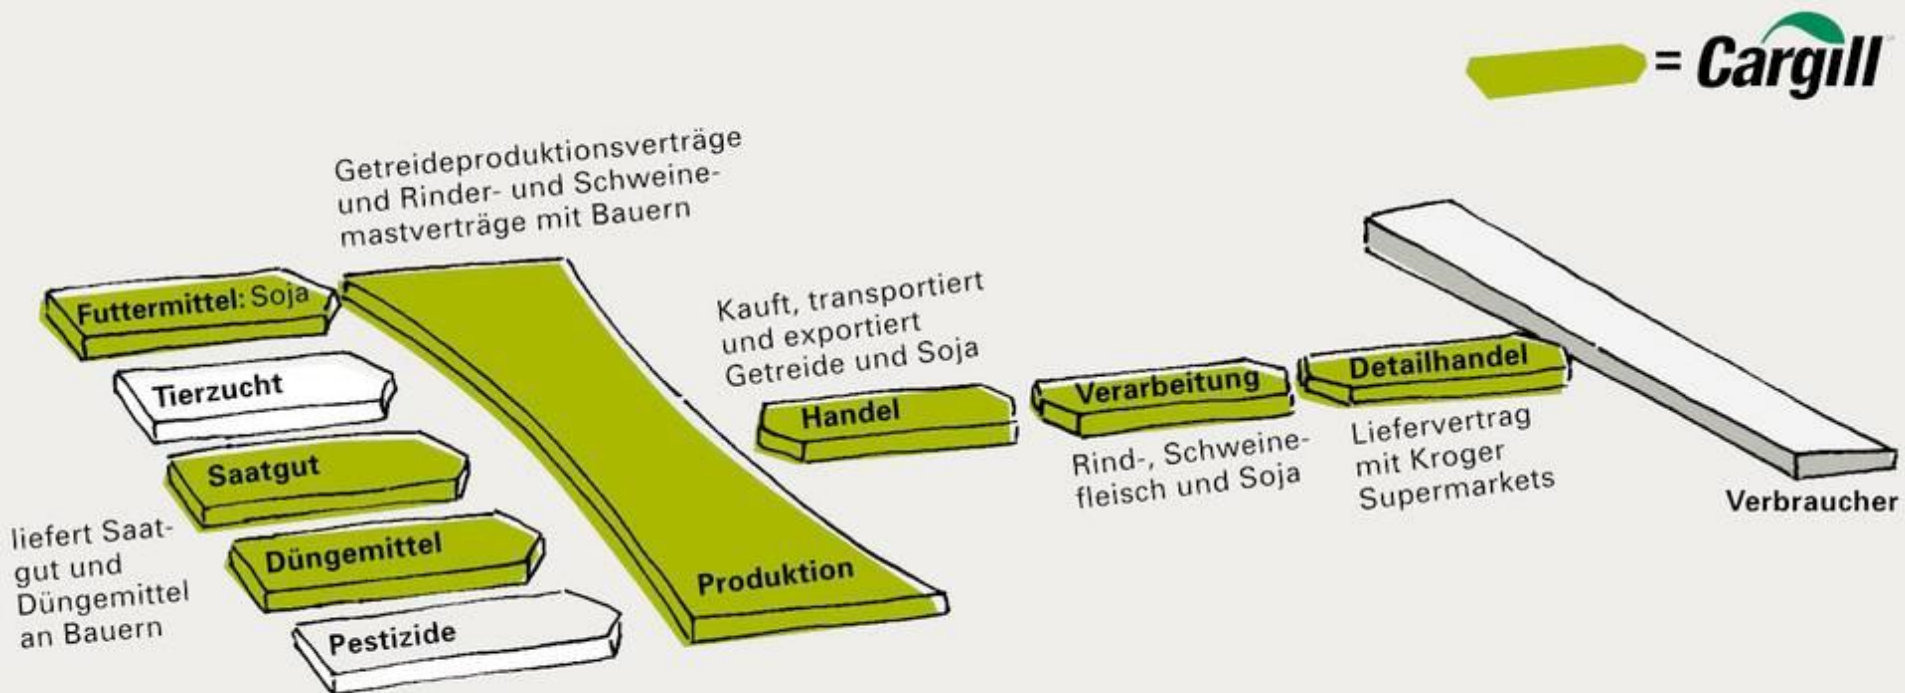 = Cargill
Getreideproduktionsverträge
und Rinder- und Schweine-
mastverträge mit Bauern
Futtermittel: Soja
Tierzucht
Saatgut
liefert Saat-
gut und
Düngemittel
an Bauern
Düngemittel
Pestizide
Produktion
Kauft, transportiert
und exportiert
Getreide und Soja
Handel
Verarbeitung
Rind-, Schweine-
fleisch und Soja
Detailhandel
Liefervertrag
mit Kroger
Supermarkets
Verbraucher